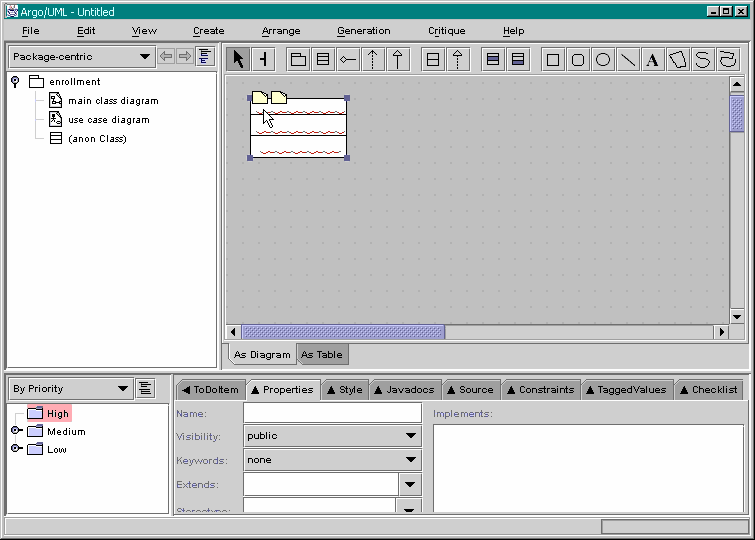 Argo/UML - Untitled
File Edit View Create Arrange Generation Critique Help
Package-centric
enrollment
main class diagram
use case diagram
(anon Class)
A
As Diagram As Table
By Priority
High
Medium
Low
ToDoItem Properties Style Javadocs Source Constraints TaggedValues Checklist
Name:
Visibility: public
Keywords: none
Extends:
Stereotype:
Implements: